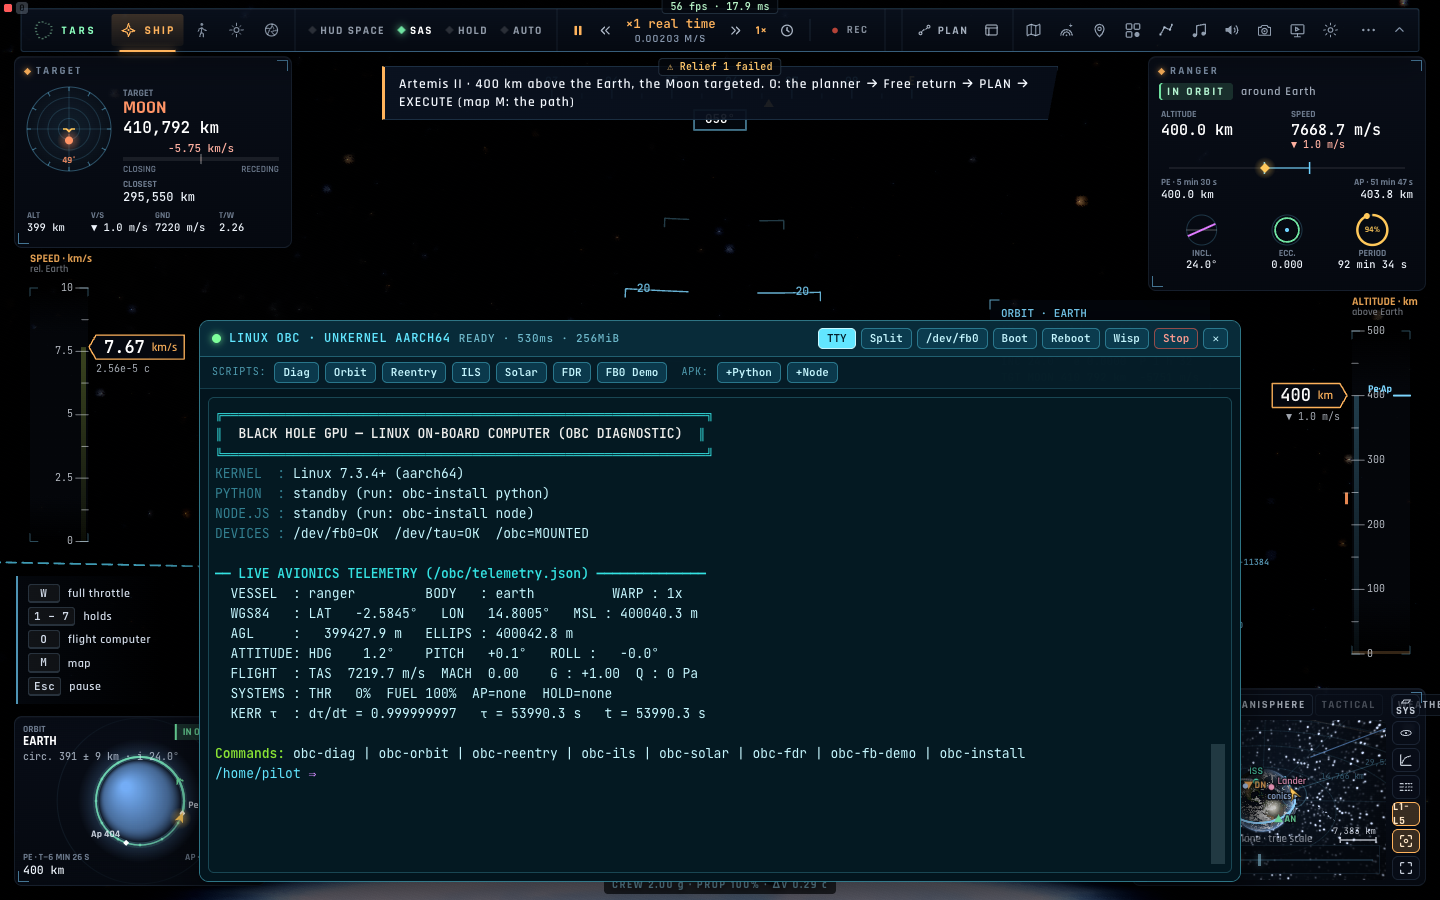 56 fps · 17.9 ms
TARS
SHIP
HUD SPACE
SAS
HOLD
AUTO
×1 real time
0.00203 M/S
1×
REC
PLAN
⚠ Relief 1 failed
Artemis II · 400 km above the Earth, the Moon targeted. O: the planner → Free return → PLAN →
EXECUTE (map M: the path)
TARGET
TARGET
MOON
410,792 km
-5.75 km/s
49°
CLOSING
RECEDING
CLOSEST
295,550 km
ALT
V/S
GND
T/W
399 km
▼ 1.0 m/s
7220 m/s
2.26
RANGER
IN ORBIT around Earth
ALTITUDE
SPEED
400.0 km
7668.7 m/s
▼ 1.0 m/s
PE · 5 min 30 s
AP · 51 min 47 s
400.0 km
403.8 km
94%
INCL.
ECC.
PERIOD
24.0°
0.000
92 min 34 s
SPEED · km/s
rel. Earth
10
7.5
5
2.5
0
7.67 km/s
2.56e-5 c
-20
-20
ORBIT · EARTH
ALTITUDE · km
above Earth
500
400
300
200
100
0
400 km
▼ 1.0 m/s
LINUX OBC · UNKERNEL AARCH64 READY · 530ms · 256MiB
TTY
Split
/dev/fb0
Boot
Reboot
Wisp
Stop
×
SCRIPTS:
Diag
Orbit
Reentry
ILS
Solar
FDR
FB0 Demo
APK:
+Python
+Node
BLACK HOLE GPU — LINUX ON-BOARD COMPUTER (OBC DIAGNOSTIC)
KERNEL : Linux 7.3.4+ (aarch64)
PYTHON : standby (run: obc-install python)
NODE.JS : standby (run: obc-install node)
DEVICES : /dev/fb0=OK /dev/tau=OK /obc=MOUNTED
LIVE AVIONICS TELEMETRY (/obc/telemetry.json)
VESSEL : ranger BODY : earth WARP : 1x
WGS84 : LAT -2.5845° LON 14.8005° MSL : 400040.3 m
AGL : 399427.9 m ELLIPS : 400042.8 m
ATTITUDE: HDG 1.2° PITCH +0.1° ROLL : -0.0°
FLIGHT : TAS 7219.7 m/s MACH 0.00 G : +1.00 Q : 0 Pa
SYSTEMS : THR 0% FUEL 100% AP=none HOLD=none
KERR τ : dτ/dt = 0.999999997 τ = 53990.3 s t = 53990.3 s
Commands: obc-diag | obc-orbit | obc-reentry | obc-ils | obc-solar | obc-fdr | obc-fb-demo | obc-install
/home/pilot ⇒
W full throttle
1 – 7 holds
O flight computer
M map
Esc pause
ORBIT
EARTH
circ. 391 ± 9 km · i 24.0°
Pe
Ap 404
PE · T−6 MIN 26 S
400 km
CREW 2.00 g · PROP 100% · ΔV 0.29 c
TACTICAL
SYS
Lander
AN
7,383 km
L1-
L5